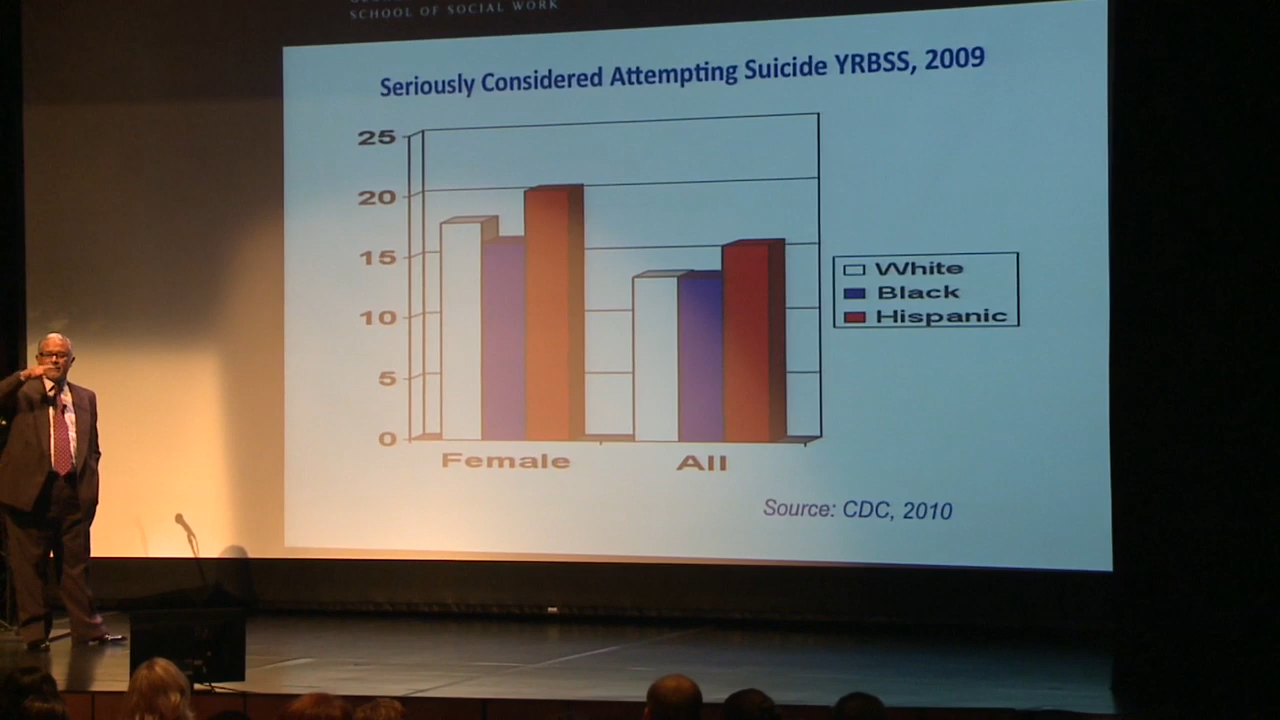 SCHOOL OF SOCIAL WORK
Seriously Considered Attempting Suicide YRBSS, 2009
25
20
15
10
5
0
White
Black
Hispanic
Female
All
Source: CDC, 2010